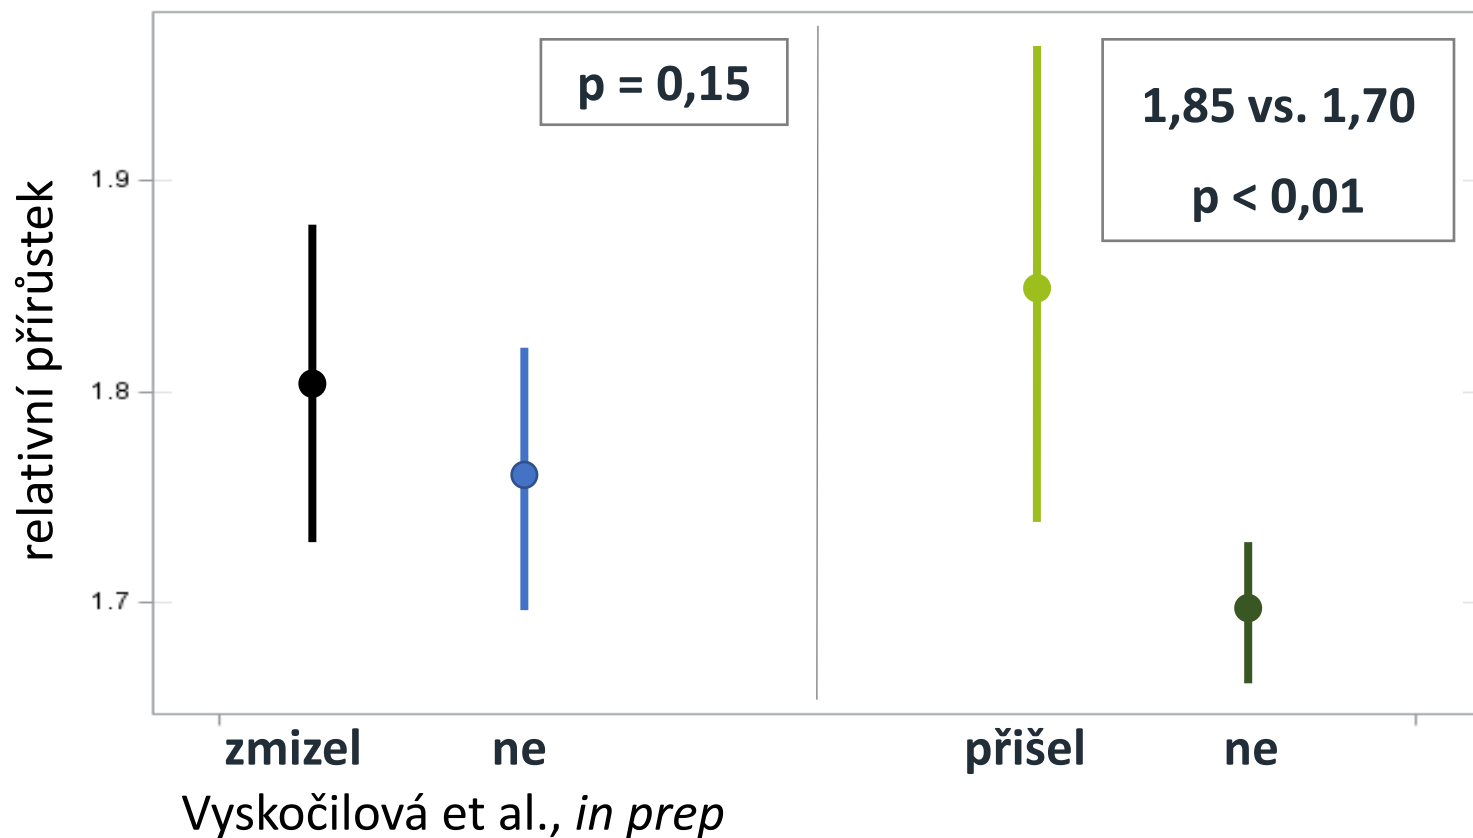 p = 0,15
1,85 vs. 1,70
p < 0,01
relativní přírůstek
1.9
1.8
1.7
zmizel ne přišel ne
Vyskočilová et al., in prep